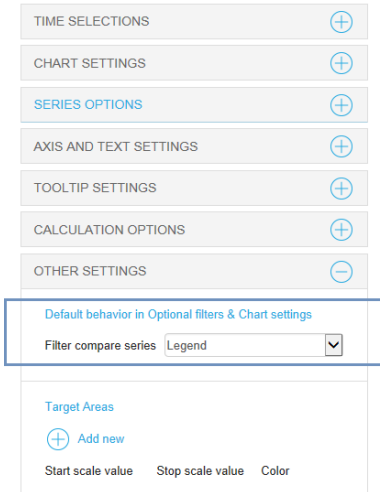 TIME SELECTIONS
CHART SETTINGS
SERIES OPTIONS
AXIS AND TEXT SETTINGS
TOOLTIP SETTINGS
CALCULATION OPTIONS
OTHER SETTINGS
Default behavior in Optional filters & Chart settings
Filter compare series Legend
Target Areas
Add new
Start scale value Stop scale value Color